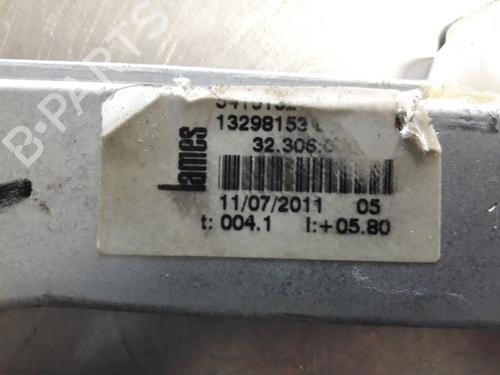 B-PARTS
13298153
32.306.
lames
11/07/2011 05
t: 004.1 l:+05.80